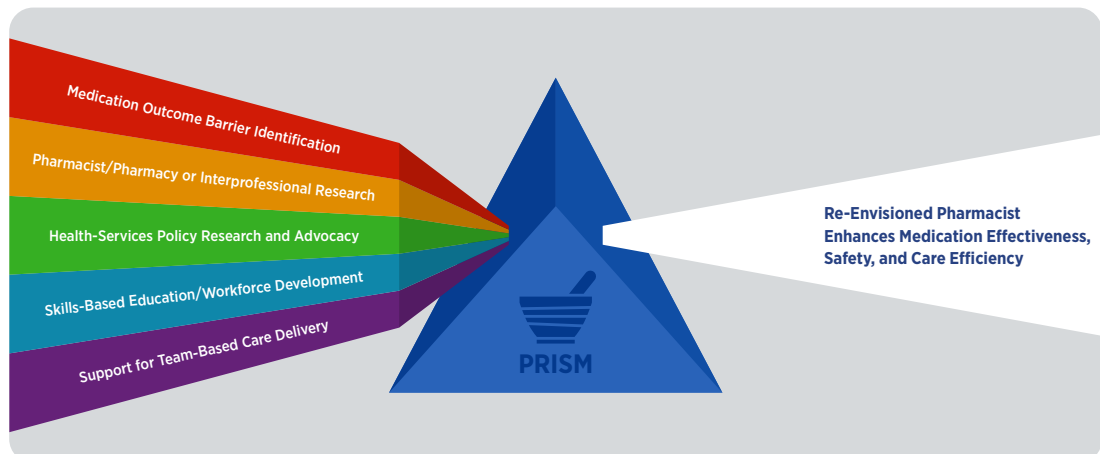 Medication Outcome Barrier Identification
Pharmacist/Pharmacy or Interprofessional Research
Health-Services Policy Research and Advocacy
Skills-Based Education/Workforce Development
Support for Team-Based Care Delivery
PRISM
Re-Envisioned Pharmacist
Enhances Medication Effectiveness,
Safety, and Care Efficiency